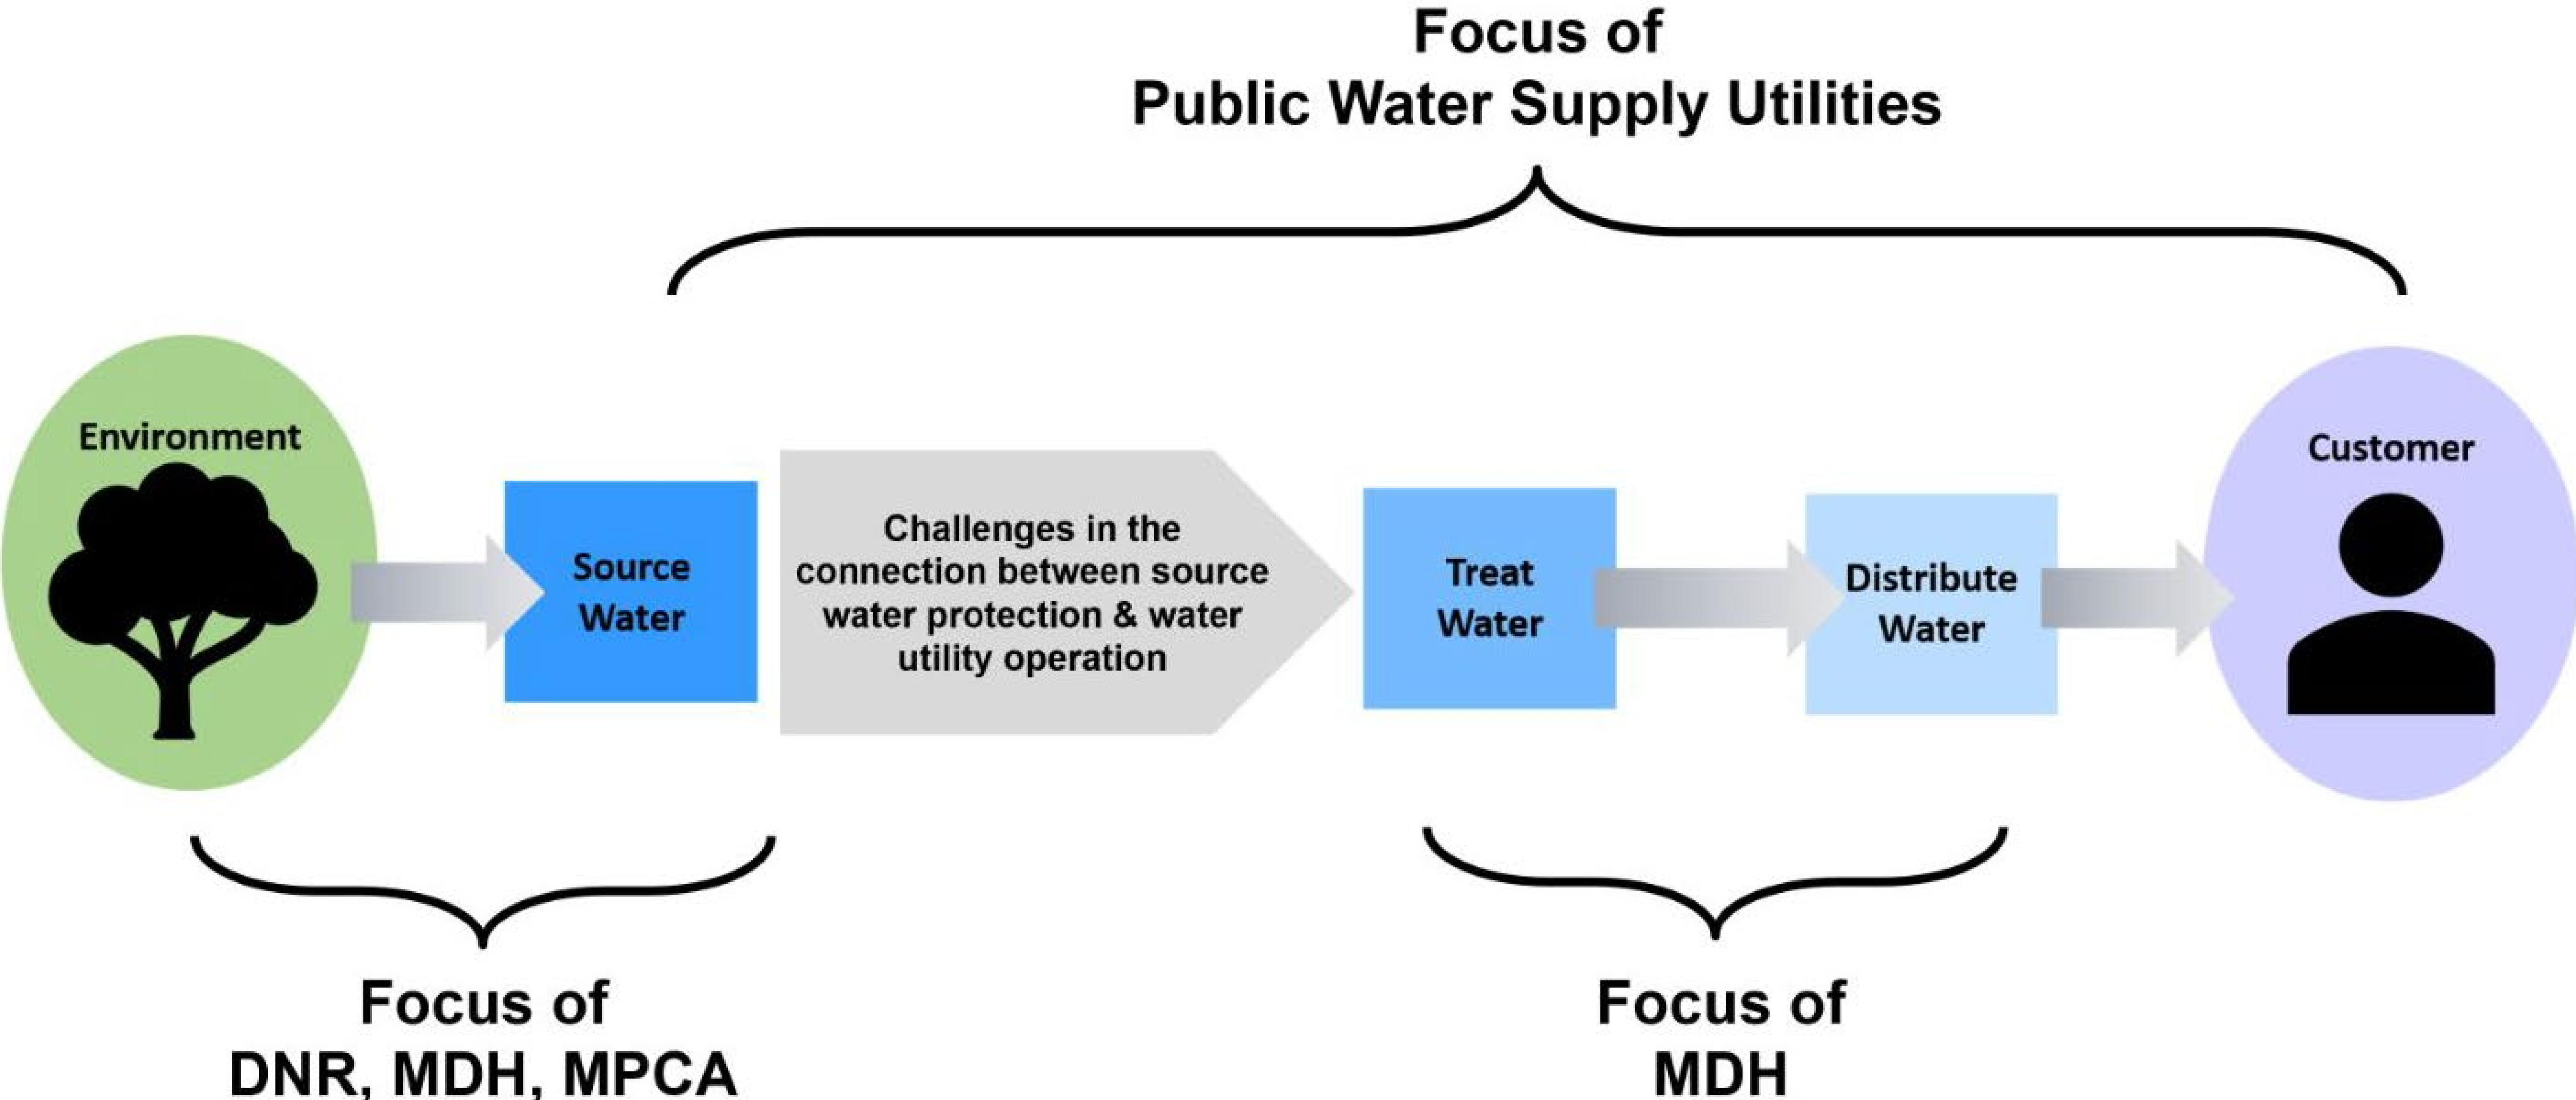 Focus of
Public Water Supply Utilities
Environment
Source
Water
Challenges in the
connection between source
water protection & water
utility operation
Treat
Water
Distribute
Water
Customer
Focus of
DNR, MDH, MPCA
Focus of
MDH